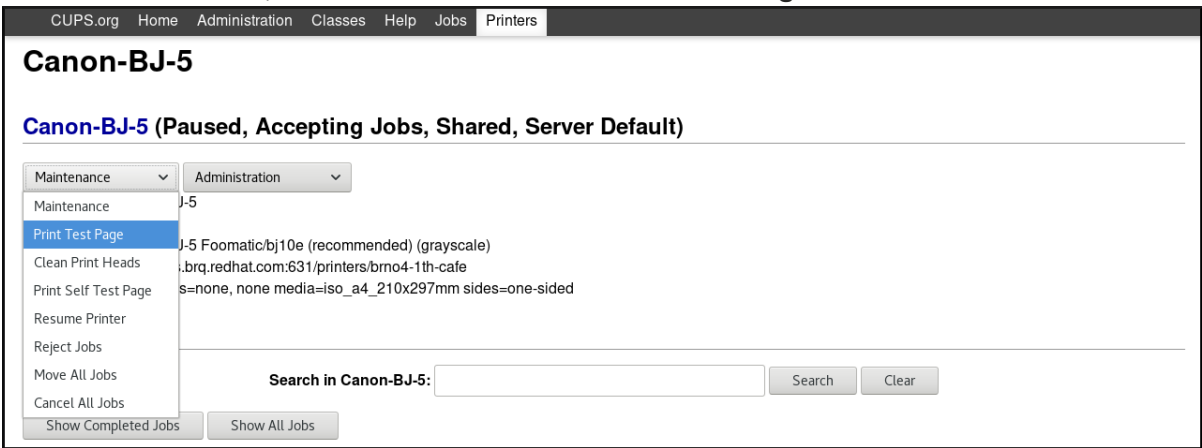 CUPS.org Home Administration Classes Help Jobs Printers
Canon-BJ-5
Canon-BJ-5 (Paused, Accepting Jobs, Shared, Server Default)
Maintenance Administration
Maintenance J-5
Print Test Page
J-5 Foomatic/bj10e (recommended) (grayscale)
Clean Print Heads .brq.redhat.com:631/printers/brno4-1th-cafe
Print Self Test Page s=none, none media=iso_a4_210x297mm sides=one-sided
Resume Printer
Reject Jobs
Move All Jobs Search in Canon-BJ-5: Search Clear
Cancel All Jobs
Show Completed Jobs Show All Jobs